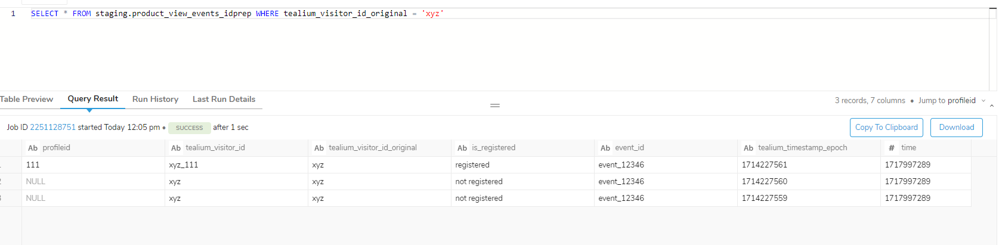 1 SELECT * FROM staging.product_view_events_idprep WHERE tealium_visitor_id_original = 'xyz'
Table Preview Query Result Run History Last Run Details 3 records, 7 columns • Jump to profileid
Job ID 2251128751 started Today 12:05 pm • SUCCESS after 1 sec Copy To Clipboard Download
Ab profileid Ab tealium_visitor_id Ab tealium_visitor_id_original Ab is_registered Ab event_id Ab tealium_timestamp_epoch # time
111 xyz_111 xyz registered event_12346 1714227561 1717997289
2 NULL xyz xyz not registered event_12346 1714227560 1717997289
3 NULL xyz xyz not registered event_12346 1714227559 1717997289